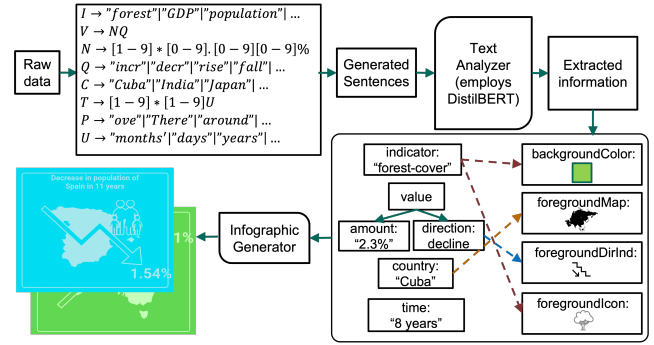 Raw
data
I → "forest"|"GDP"|"population"| ...
V → NQ
N → [1 − 9] ∗ [0 − 9]. [0 − 9][0 − 9]%
Q → "incr"|"decr"|"rise"|"fall"| ...
C → "Cuba"|"India"|"Japan"| ...
T → [1 − 9] ∗ [1 − 9]U
P → "ove"|"There"|"around"| ...
U → "months'|"days"|"years"| ...
Generated
Sentences
Text
Analyzer
(employs
DistilBERT)
Extracted
information
indicator:
"forest-cover"
value
amount:
"2.3%"
direction:
decline
country:
"Cuba"
time:
"8 years"
backgroundColor:
foregroundMap:
foregroundDirInd:
foregroundIcon:
Infographic
Generator
Decrease in population of
Spain in 11 years
1.54%
1%